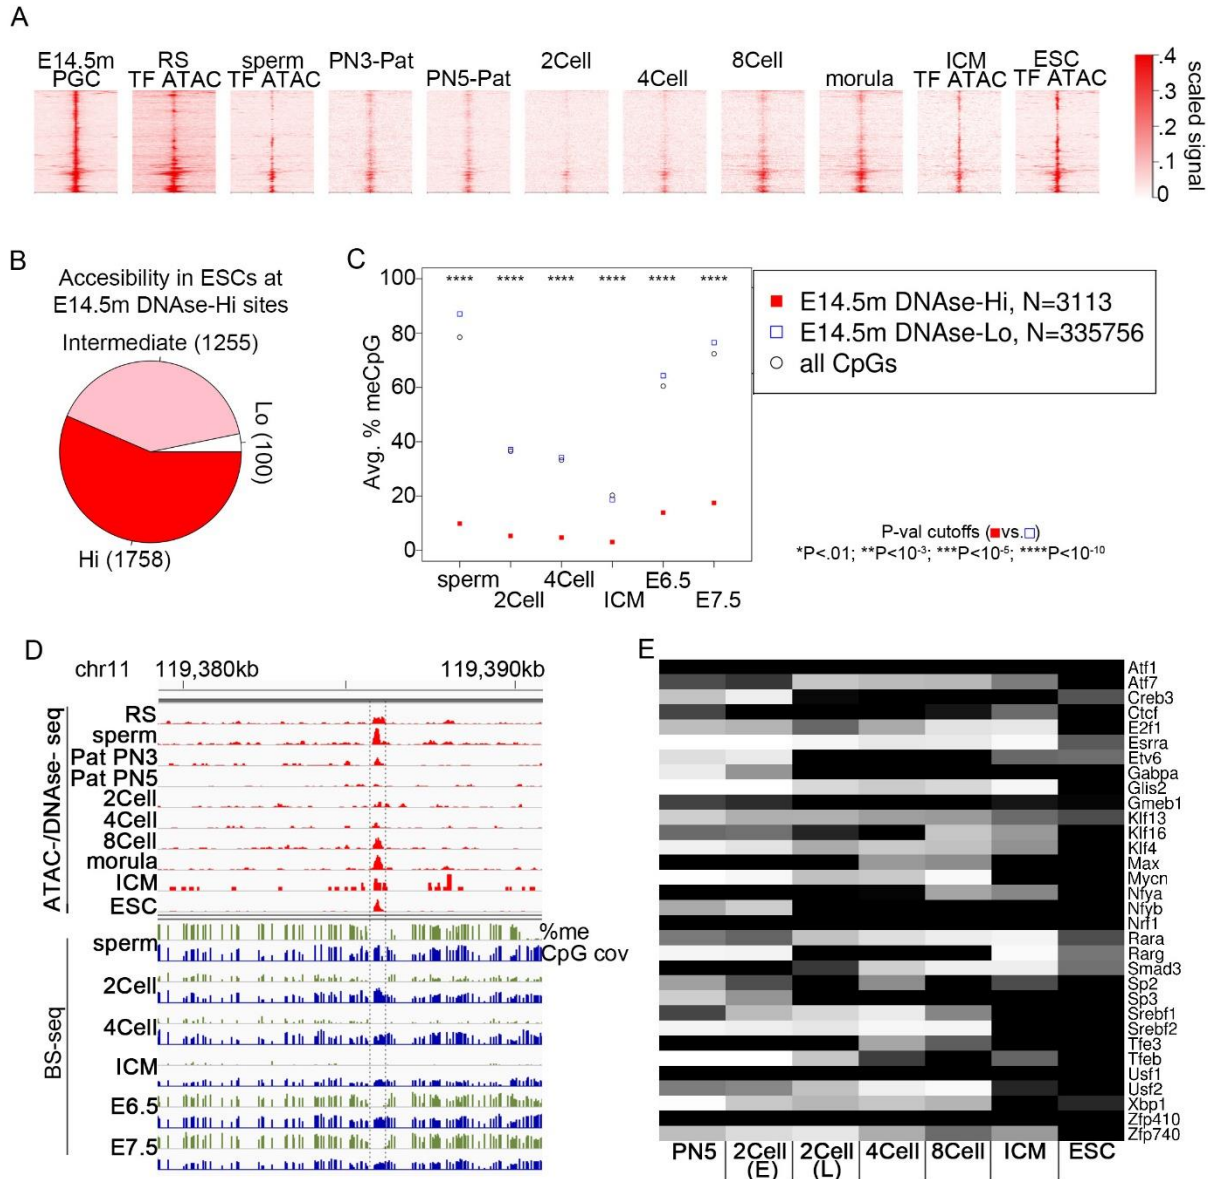 A
E14.5m PGC
RS TF ATAC
sperm TF ATAC
PN3-Pat
PN5-Pat
2Cell
4Cell
8Cell
morula
ICM TF ATAC
ESC TF ATAC
.4
.3
.2
.1
0
scaled signal
B
Accesibility in ESCs at
E14.5m DNAse-Hi sites
Intermediate (1255)
Lo (100)
Hi (1758)
C
Avg. % meCpG
100
80
60
40
20
0
**** **** **** **** **** ****
sperm
2Cell
4Cell
ICM
E6.5
E7.5
E14.5m DNAse-Hi, N=3113
E14.5m DNAse-Lo, N=335756
all CpGs
P-val cutoffs (■vs.□)
*P<.01; **P<10-3; ***P<10-5; ****P<10-10
D
chr11
119,380kb
119,390kb
ATAC-/DNAse- seq
RS
sperm
Pat PN3
Pat PN5
2Cell
4Cell
8Cell
morula
ICM
ESC
BS-seq
%me
sperm
CpG cov
2Cell
4Cell
ICM
E6.5
E7.5
E
Atf1
Atf7
Creb3
Ctcf
E2f1
Esrra
Etv6
Gabpa
Glis2
Gmeb1
Klf13
Klf16
Klf4
Max
Mycn
Nfya
Nfyb
Nrf1
Rara
Rarg
Smad3
Sp2
Sp3
Srebf1
Srebf2
Tfe3
Tfeb
Usf1
Usf2
Xbp1
Zfp410
Zfp740
PN5
2Cell (E)
2Cell (L)
4Cell
8Cell
ICM
ESC